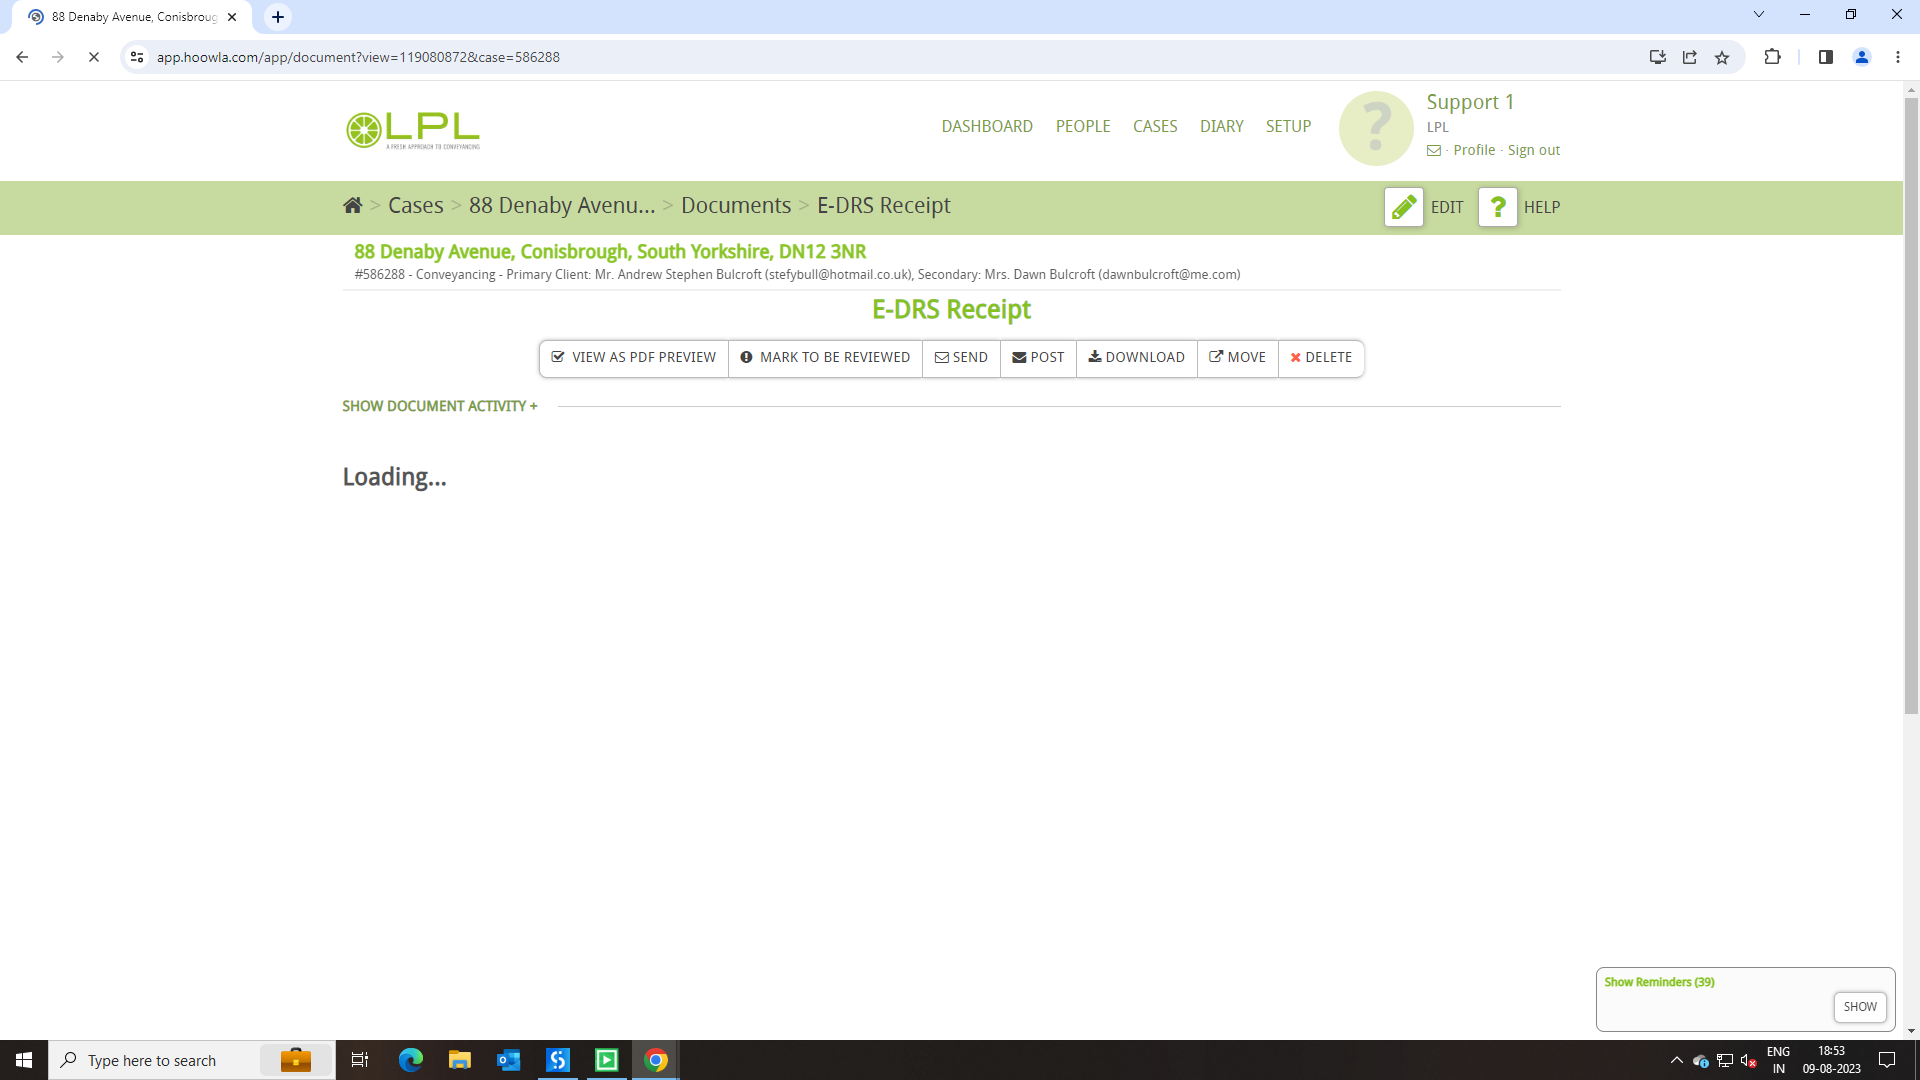 88 Denaby Avenue, Conisbroug
app.hoowla.com/app/document?view=119080872&case=586288
LPL
A FRESH APPROACH TO CONVEYANCING
DASHBOARD PEOPLE CASES DIARY SETUP
?
Support 1
LPL
· Profile · Sign out
> Cases > 88 Denaby Avenu... > Documents > E-DRS Receipt
EDIT ? HELP
88 Denaby Avenue, Conisbrough, South Yorkshire, DN12 3NR
#586288 - Conveyancing - Primary Client: Mr. Andrew Stephen Bulcroft (stefybull@hotmail.co.uk), Secondary: Mrs. Dawn Bulcroft (dawnbulcroft@me.com)
E-DRS Receipt
VIEW AS PDF PREVIEW MARK TO BE REVIEWED SEND POST DOWNLOAD MOVE DELETE
SHOW DOCUMENT ACTIVITY +
Loading...
Show Reminders (39)
SHOW
Type here to search
ENG
IN
18:53
09-08-2023